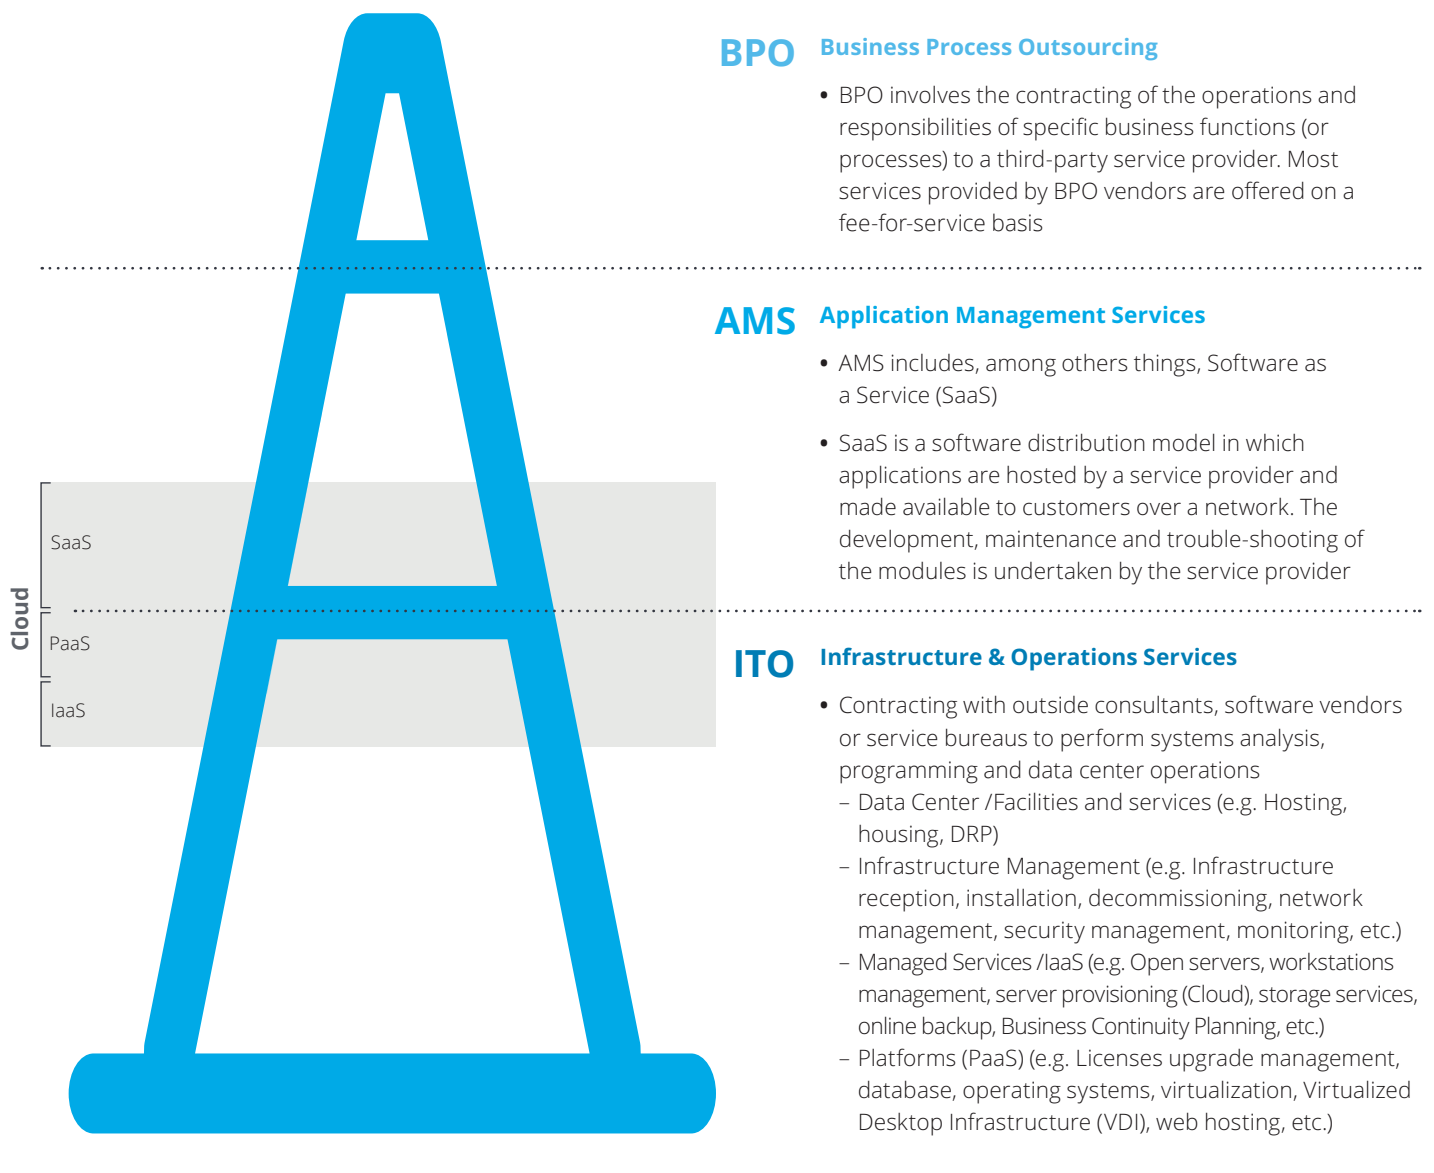 BPO
Business Process Outsourcing
• BPO involves the contracting of the operations and
responsibilities of specific business functions (or
processes) to a third-party service provider. Most
services provided by BPO vendors are offered on a
fee-for-service basis
AMS
Application Management Services
• AMS includes, among others things, Software as
a Service (SaaS)
• SaaS is a software distribution model in which
applications are hosted by a service provider and
made available to customers over a network. The
development, maintenance and trouble-shooting of
the modules is undertaken by the service provider
Cloud
SaaS
PaaS
IaaS
ITO
Infrastructure & Operations Services
• Contracting with outside consultants, software vendors
or service bureaus to perform systems analysis,
programming and data center operations
– Data Center /Facilities and services (e.g. Hosting,
housing, DRP)
– Infrastructure Management (e.g. Infrastructure
reception, installation, decommissioning, network
management, security management, monitoring, etc.)
– Managed Services /IaaS (e.g. Open servers, workstations
management, server provisioning (Cloud), storage services,
online backup, Business Continuity Planning, etc.)
– Platforms (PaaS) (e.g. Licenses upgrade management,
database, operating systems, virtualization, Virtualized
Desktop Infrastructure (VDI), web hosting, etc.)